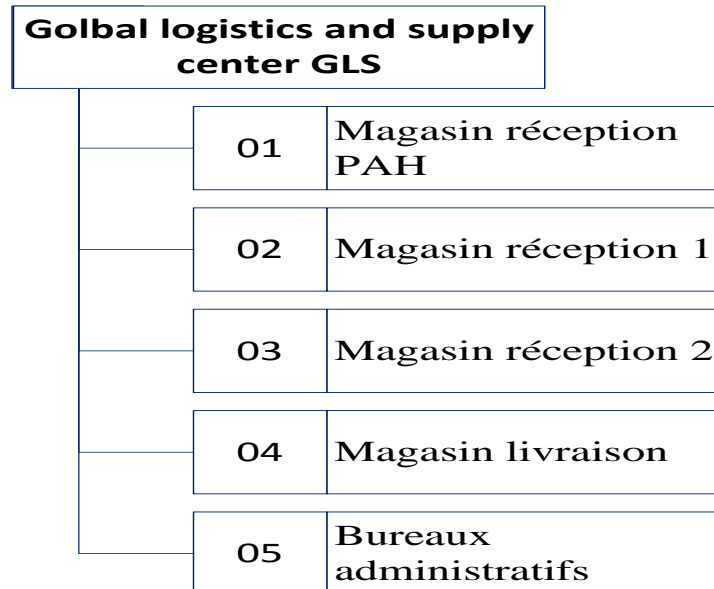 Golbal logistics and supply
center GLS
01
Magasin réception
PAH
02
Magasin réception 1
03
Magasin réception 2
04
Magasin livraison
05
Bureaux
administratifs